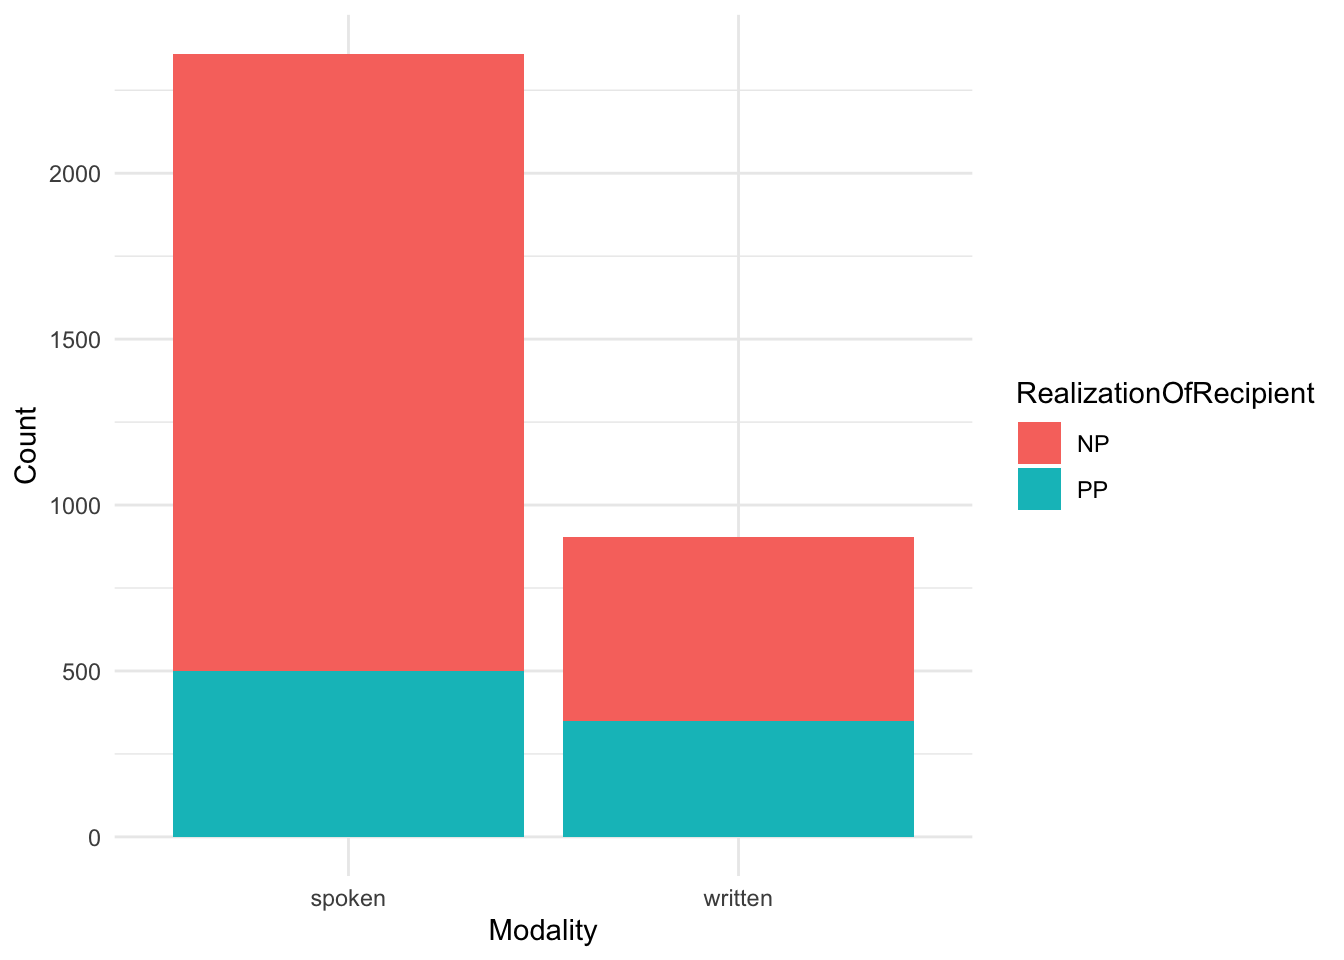 Count
2000
1500
1000
500
0
spoken
written
Modality
RealizationOfRecipient
NP
PP